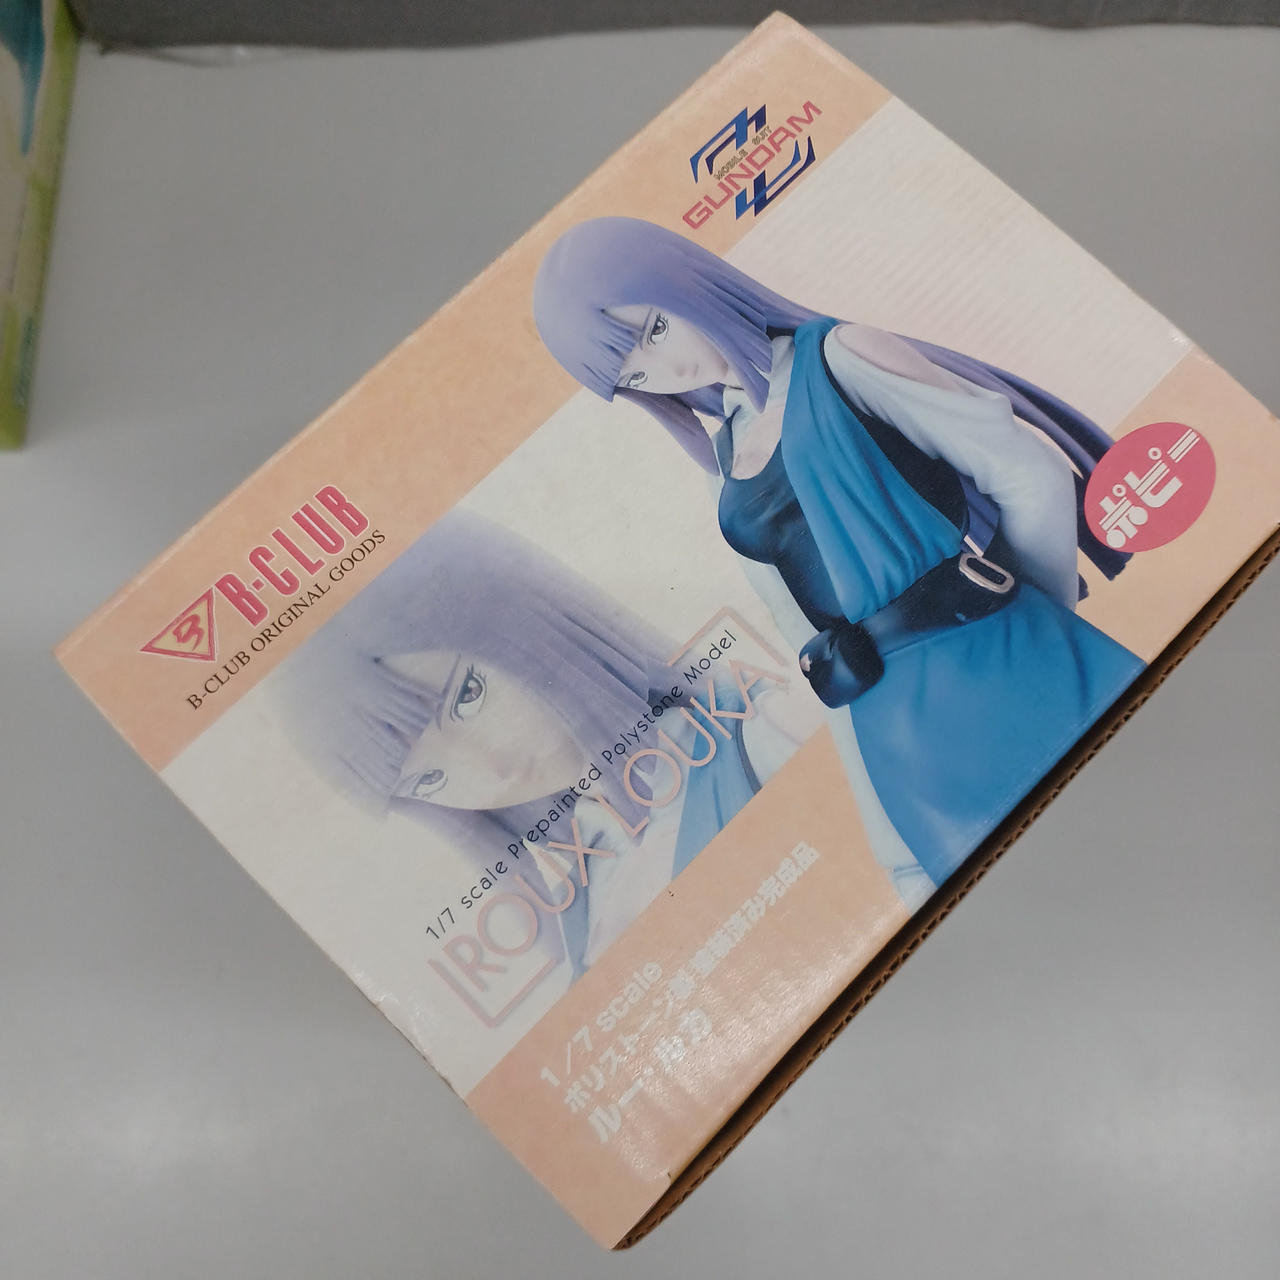 MOBILE SUIT
GUNDAM
ポピー
B-CLUB
B-CLUB ORIGINAL GOODS
1/7 scale Prepainted Polystone Model
ROUX LOUKA
1/7 scale
ポリストーン製塗装済み完成品
ルー・ルカ